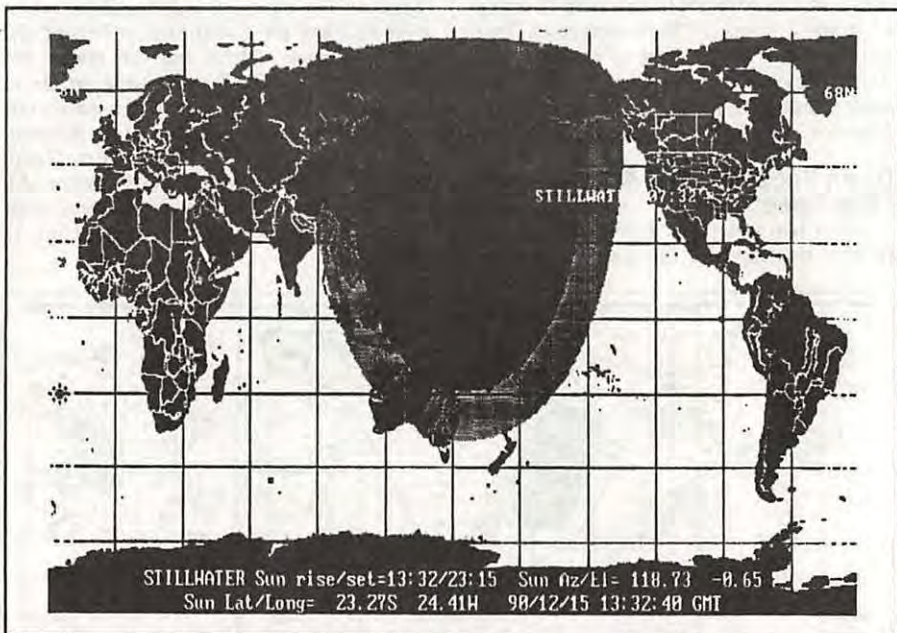 68N
STILLWATER 07:32
STILLWATER Sun rise/set=13:32/23:15 Sun Az/El= 118.73 -0.65
Sun Lat/Long= 23.27S 24.41W 90/12/15 13:32:40 GMT